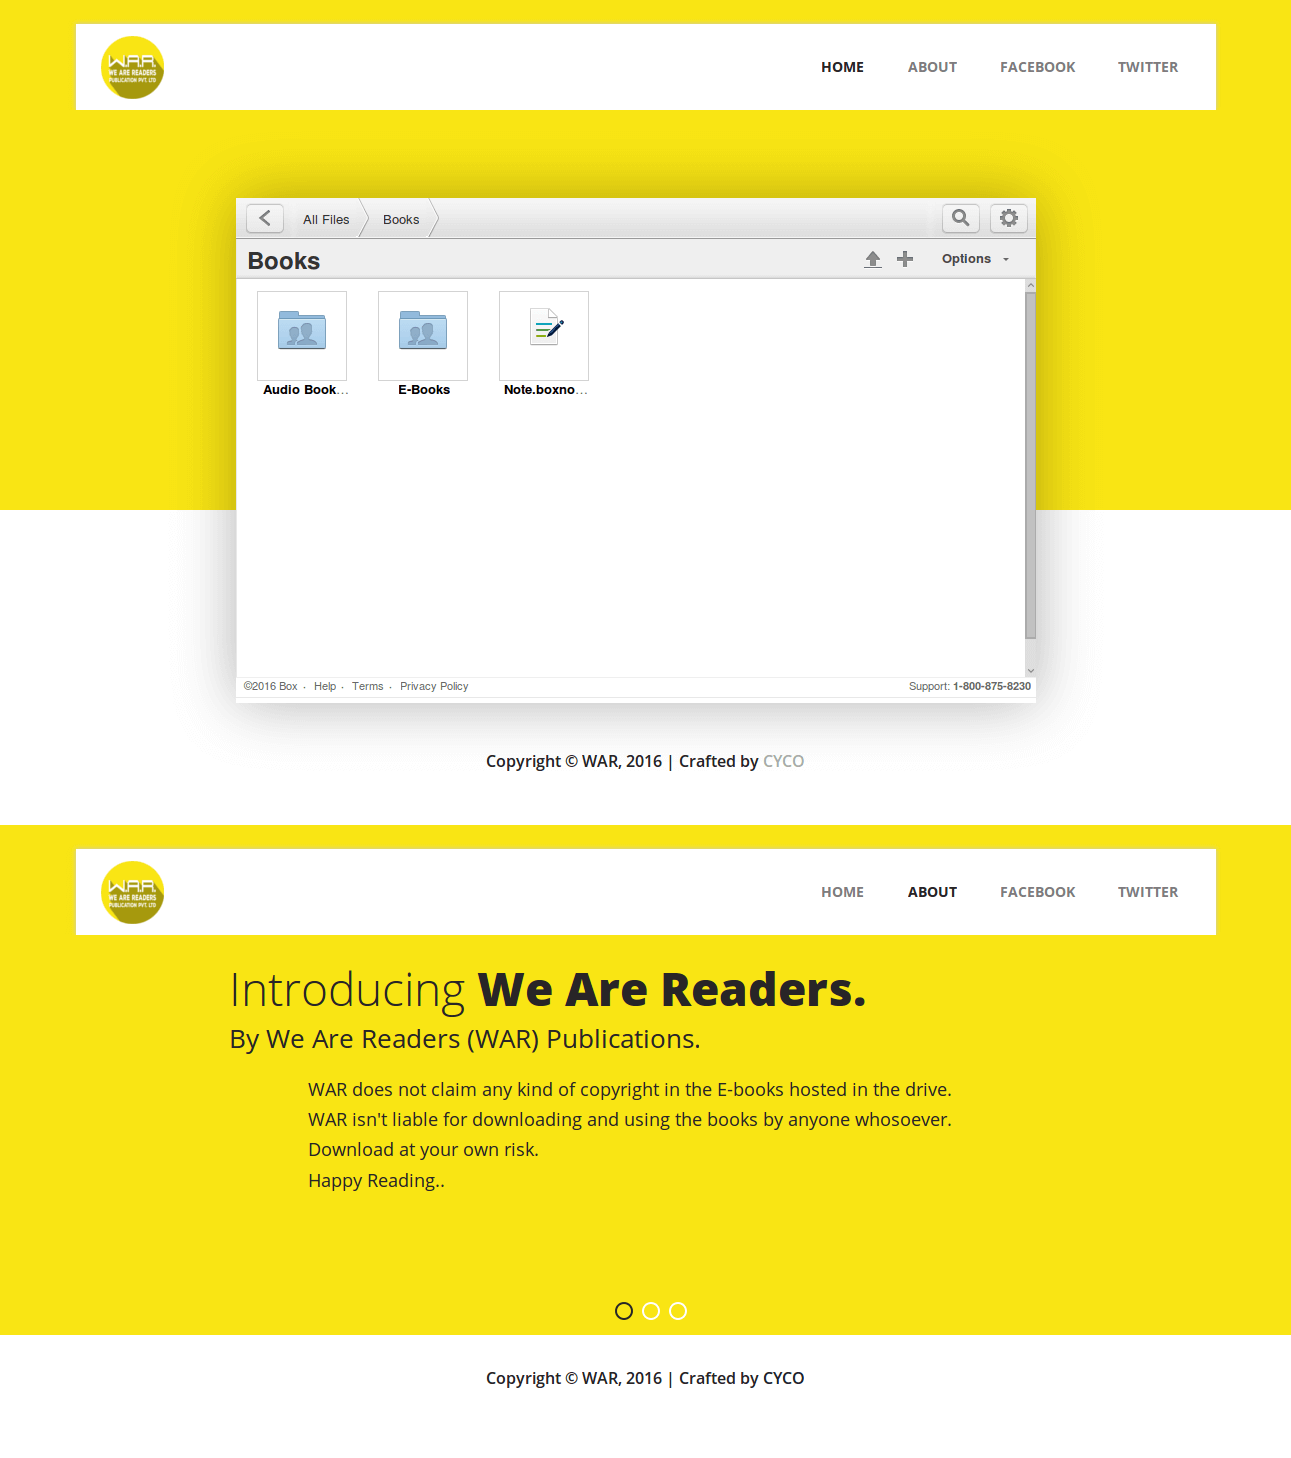 W.A.R.
WE ARE READERS
PUBLICATION PVT. LTD
HOME ABOUT FACEBOOK TWITTER
All Files Books
Books Options
Audio Book... E-Books Note.boxno...
©2016 Box · Help · Terms · Privacy Policy Support: 1-800-875-8230
Copyright © WAR, 2016 | Crafted by CYCO
W.A.R.
WE ARE READERS
PUBLICATION PVT. LTD
HOME ABOUT FACEBOOK TWITTER
Introducing We Are Readers.
By We Are Readers (WAR) Publications.
WAR does not claim any kind of copyright in the E-books hosted in the drive.
WAR isn't liable for downloading and using the books by anyone whosoever.
Download at your own risk.
Happy Reading..
Copyright © WAR, 2016 | Crafted by CYCO